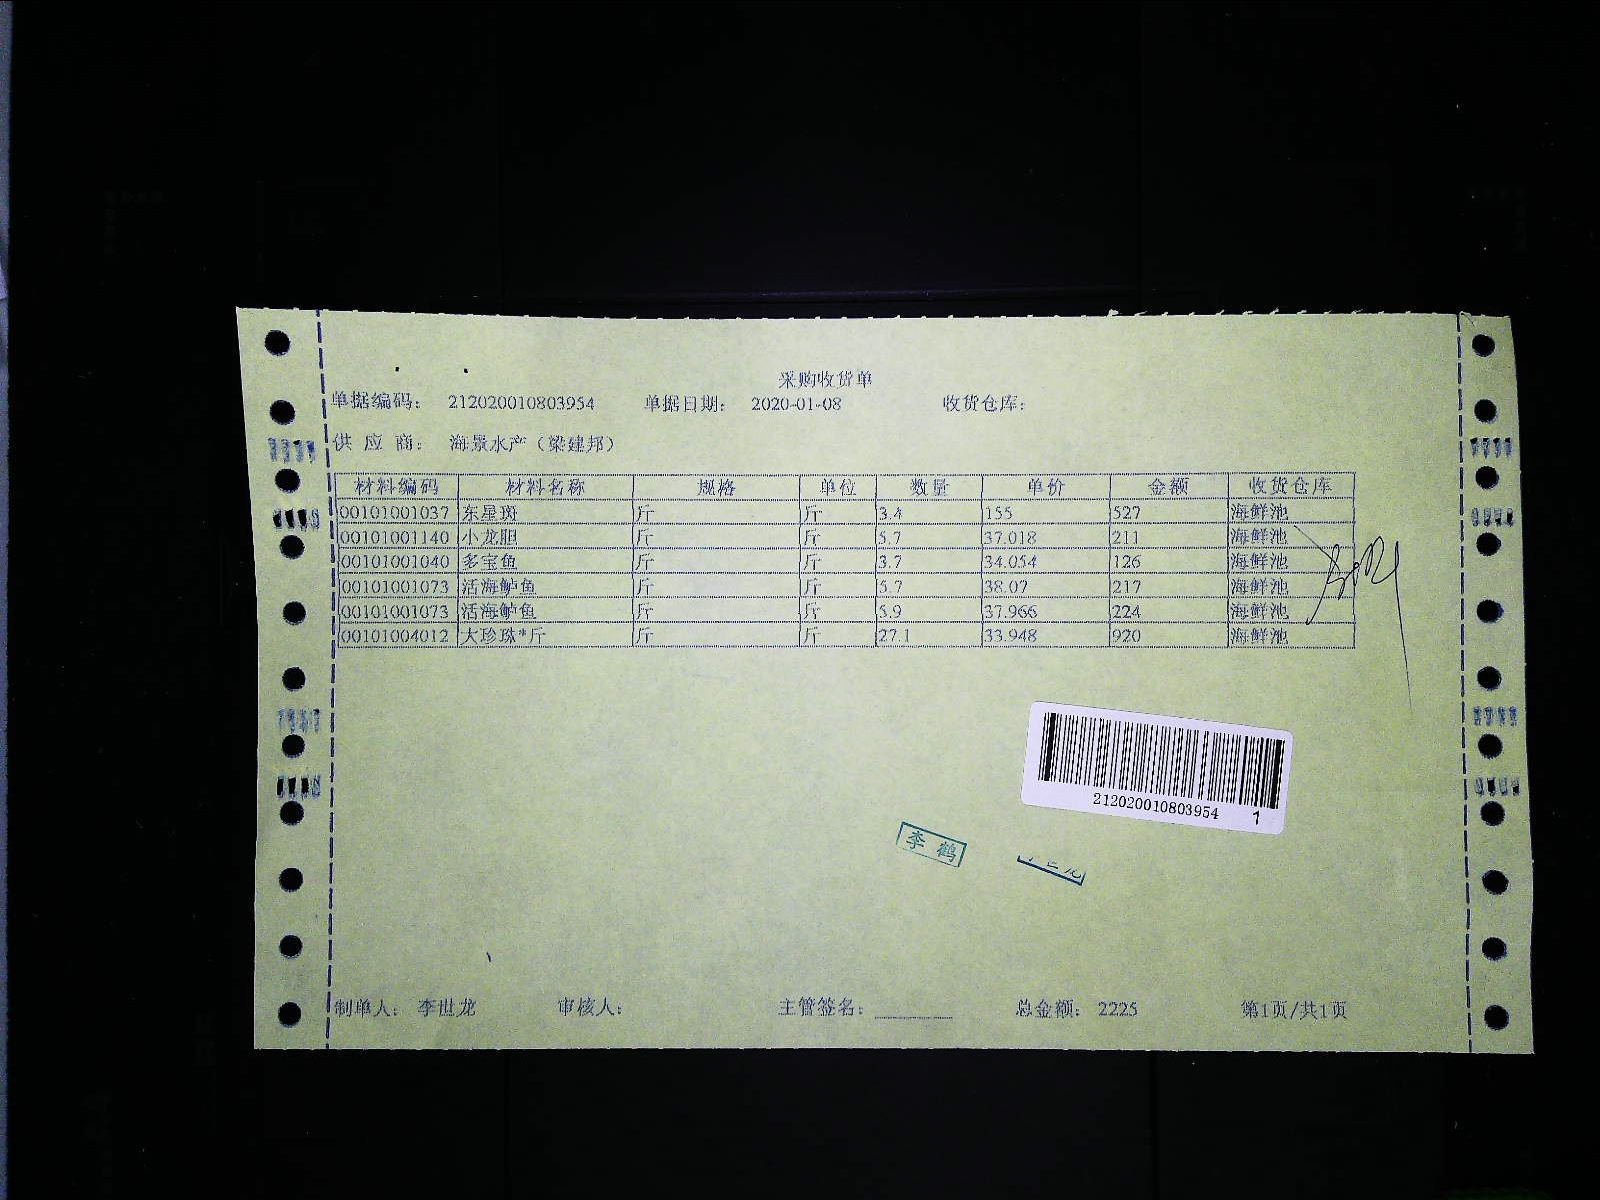 采购收货单
单据编码： 212020010803954 单据日期： 2020-01-08 收货仓库：
供 应 商： 海景水产（梁建邦）
材料编码 材料名称 规格 单位 数量 单价 金额 收货仓库
00101001037 东星斑 斤 斤 3.4 155 527 海鲜池
00101001140 小龙胆 斤 斤 5.7 37.018 211 海鲜池
00101001040 多宝鱼 斤 斤 3.7 34.054 126 海鲜池
00101001073 活海鲈鱼 斤 斤 5.7 38.07 217 海鲜池
00101001073 活海鲈鱼 斤 斤 5.9 37.966 224 海鲜池
00101004012 大珍珠*斤 斤 斤 27.1 33.948 920 海鲜池
212020010803954 1
李 鹤
制单人： 李世龙 审核人： 主管签名： 总金额： 2225 第1页/共1页